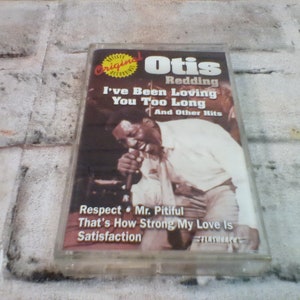 Original
Otis
Redding
I've Been Loving
You Too Long
And Other Hits
Respect • Mr. Pitiful
That's How Strong My Love Is
Satisfaction